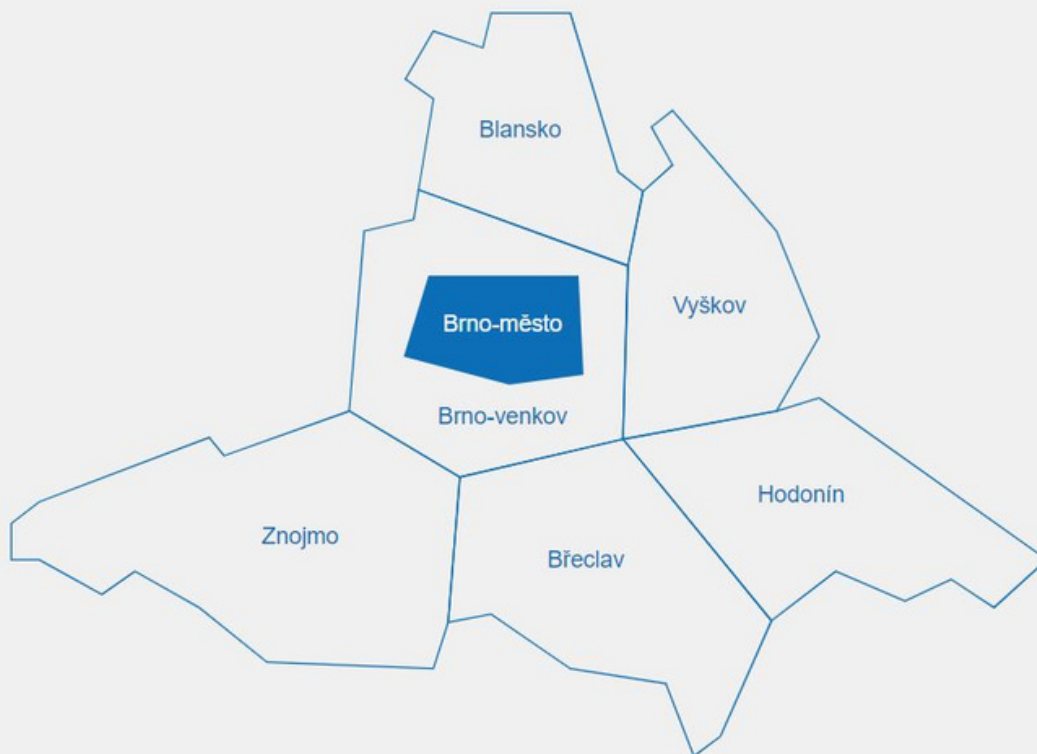 Blansko
Vyškov
Brno-město
Brno-venkov
Hodonín
Znojmo
Břeclav